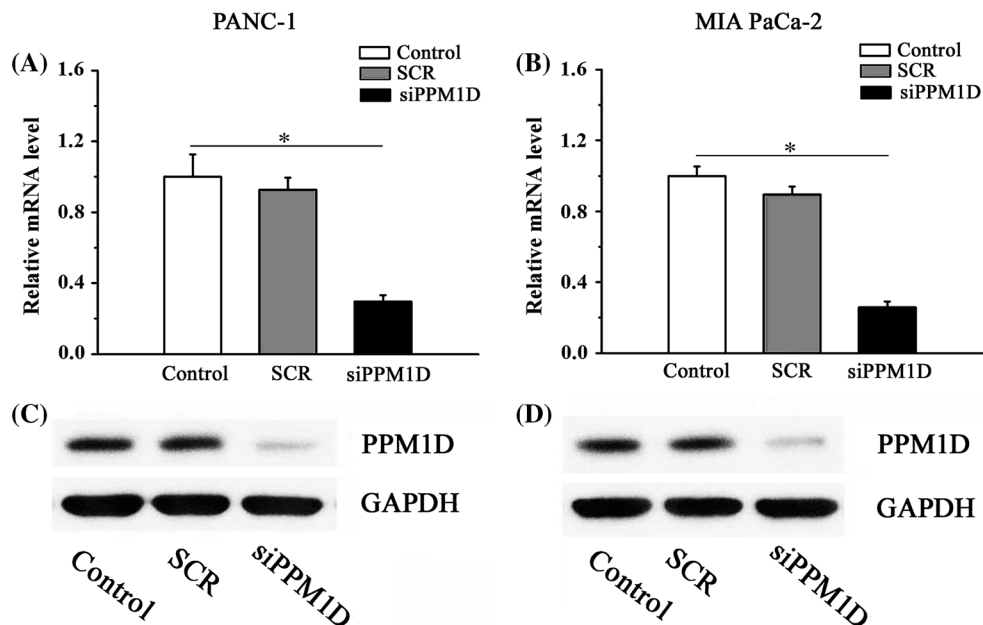 PANC-1
(A)
Control
SCR
siPPM1D
1.6
1.2
0.8
0.4
0.0
Relative mRNA level
*
Control SCR siPPM1D
MIA PaCa-2
(B)
Control
SCR
siPPM1D
1.6
1.2
0.8
0.4
0.0
Relative mRNA level
*
Control SCR siPPM1D
(C)
PPM1D
GAPDH
Control SCR siPPM1D
(D)
PPM1D
GAPDH
Control SCR siPPM1D